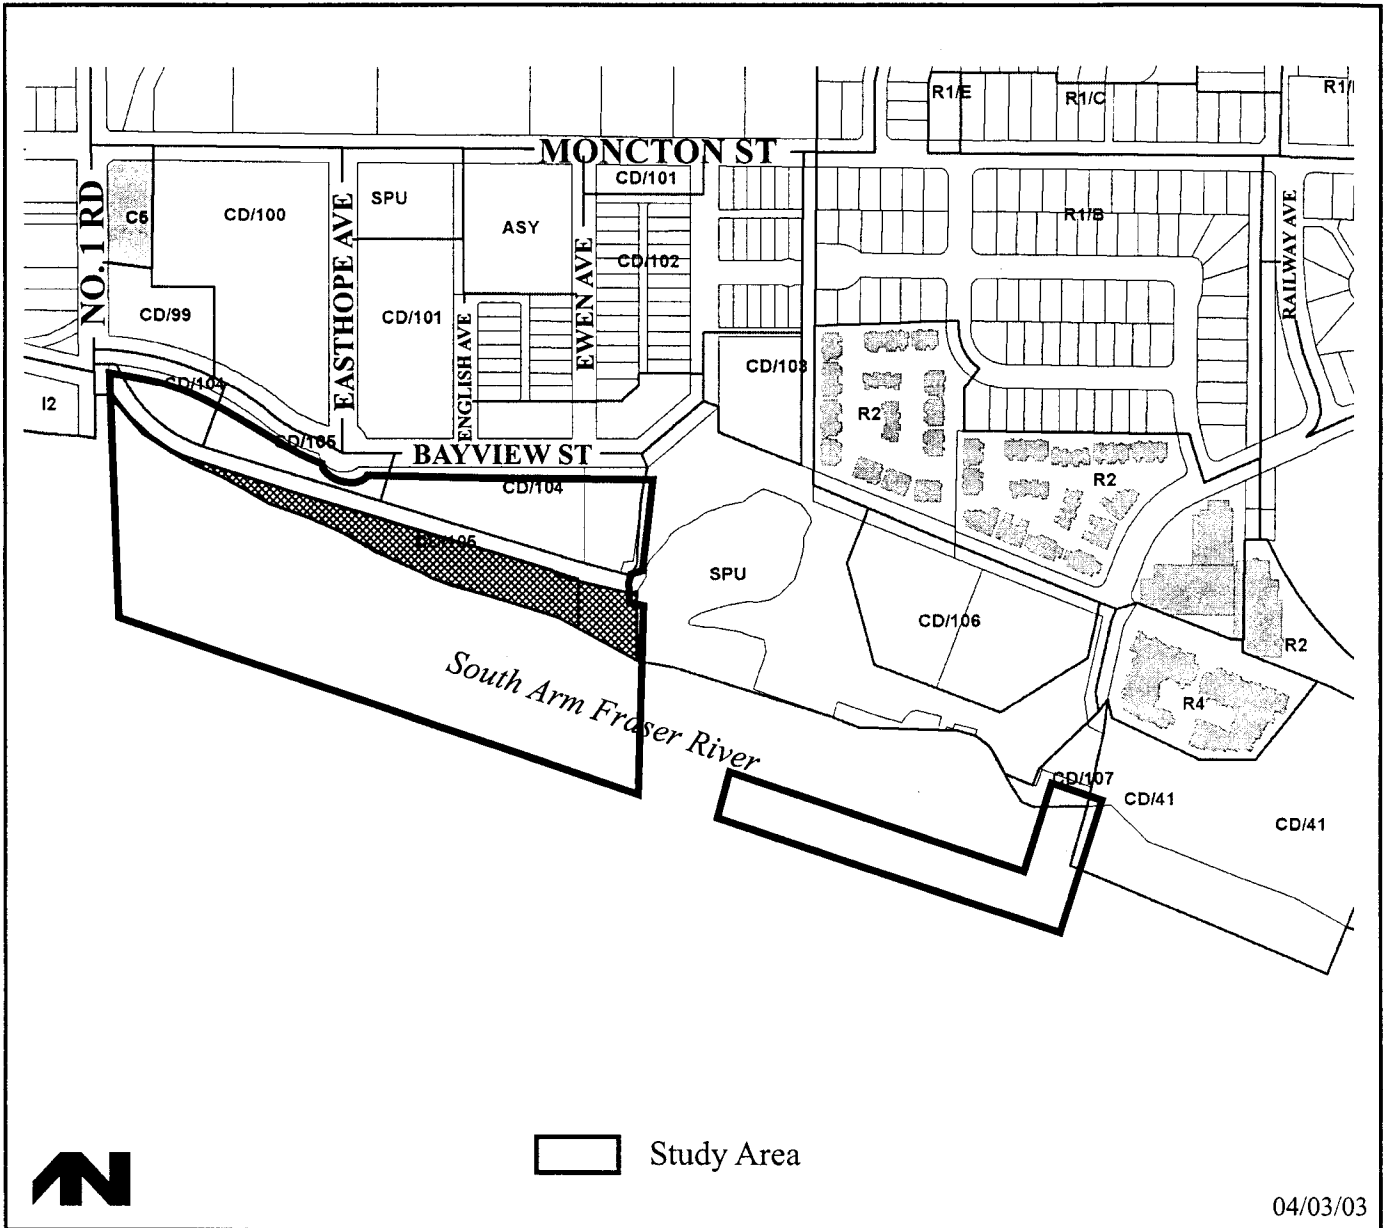 R1/E
R1/C
MONCTON ST
CD/101
NO. 1 RD
C5
CD/100
EASTHOPE AVE
SPU
ASY
EWEN AVE
CD/102
R1/B
RAILWAY AVE
CD/99
CD/101
ENGLISH AVE
CD/103
CD/104
I2
R2
CD/105
BAYVIEW ST
CD/104
R2
SPU
CD/106
R2
South Arm Fraser River
R4
CD/107
CD/41
CD/41
Study Area
N
04/03/03